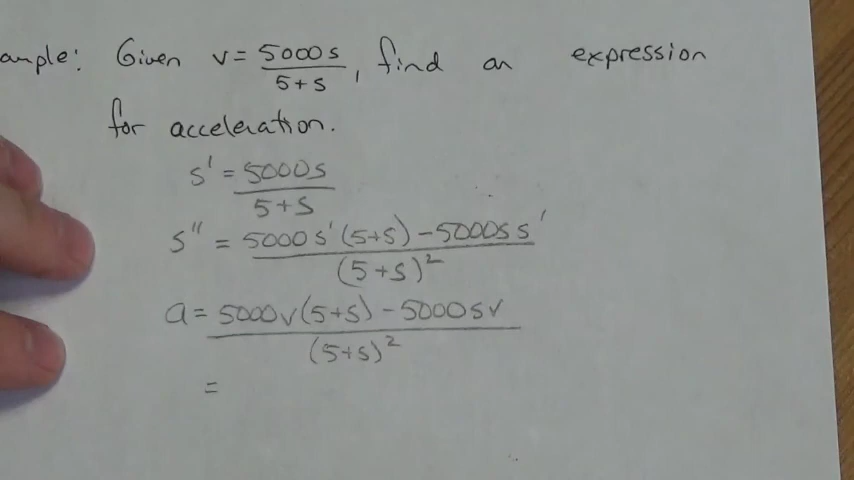 ample: Given v = 5000s / 5+s, find an expression
for acceleration.
s' = 5000s / 5+s
s'' = 5000s'(5+s) - 5000s s' / (5+s)²
a = 5000v(5+s) - 5000sv / (5+s)²
=